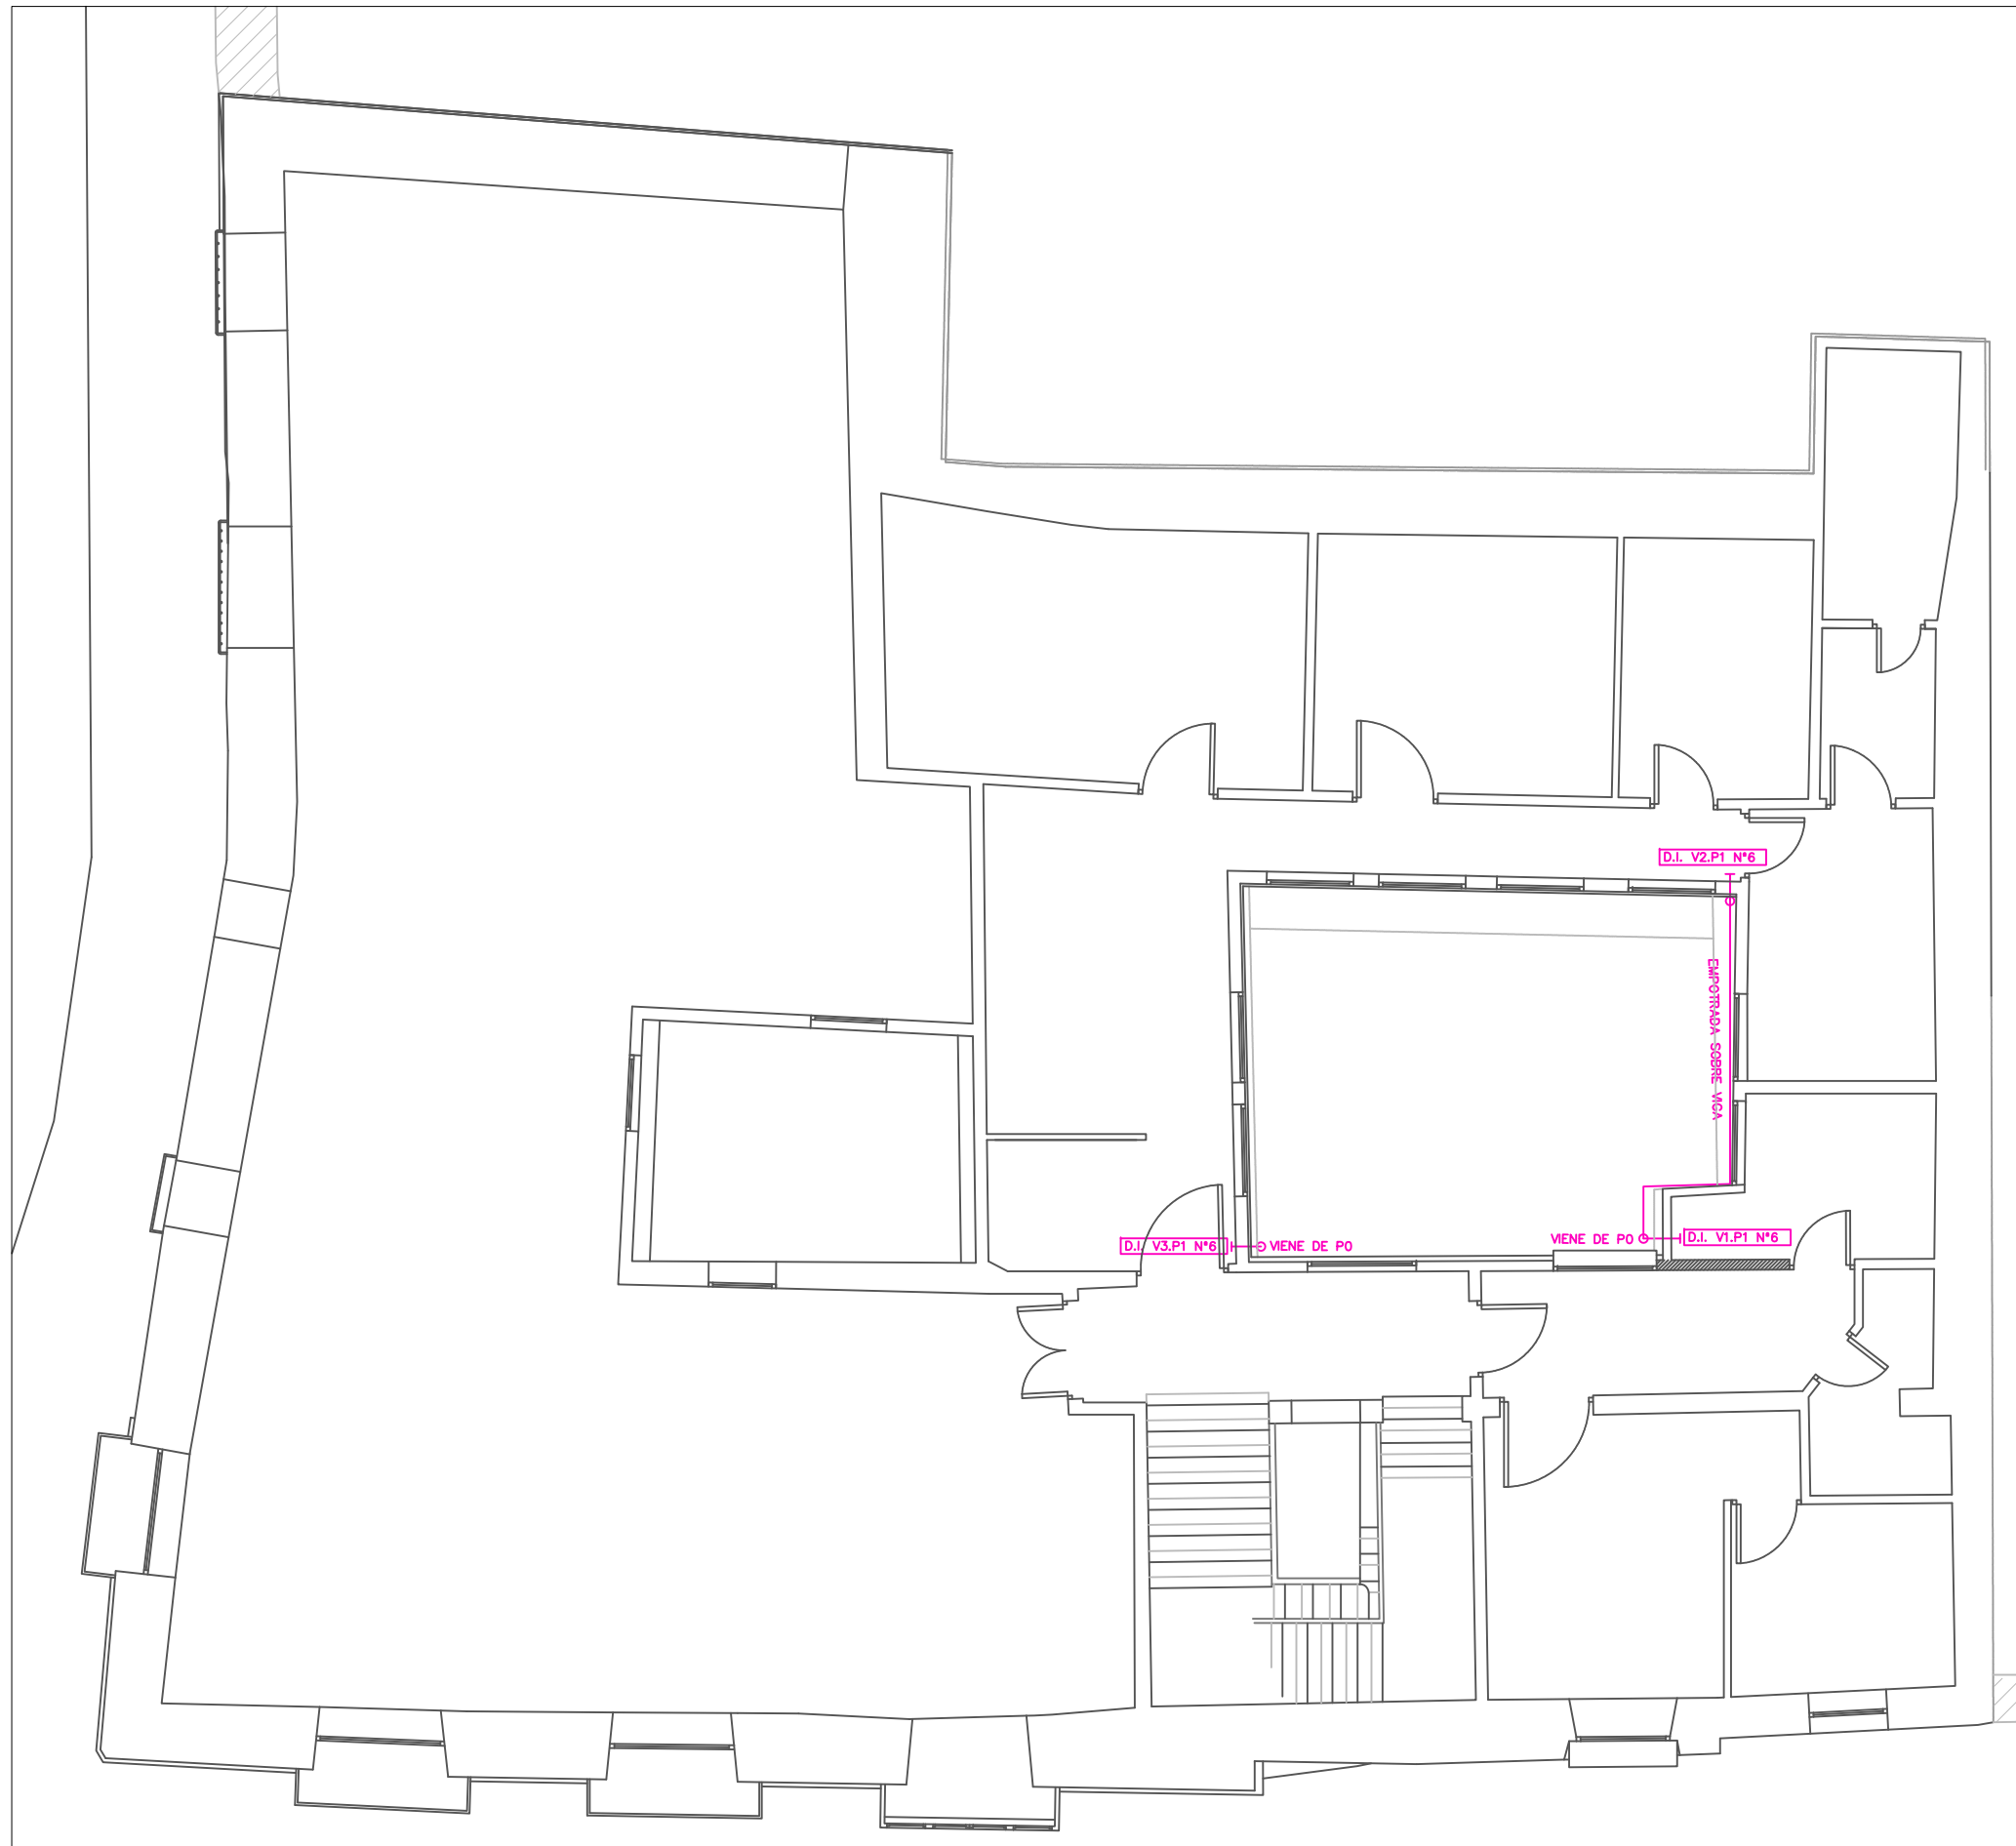 D.I. V2.P1 N°6
EMPOTRADA SOBRE VIGA
D.I. V3.P1 N°6
VIENE DE P0
VIENE DE P0
D.I. V1.P1 N°6